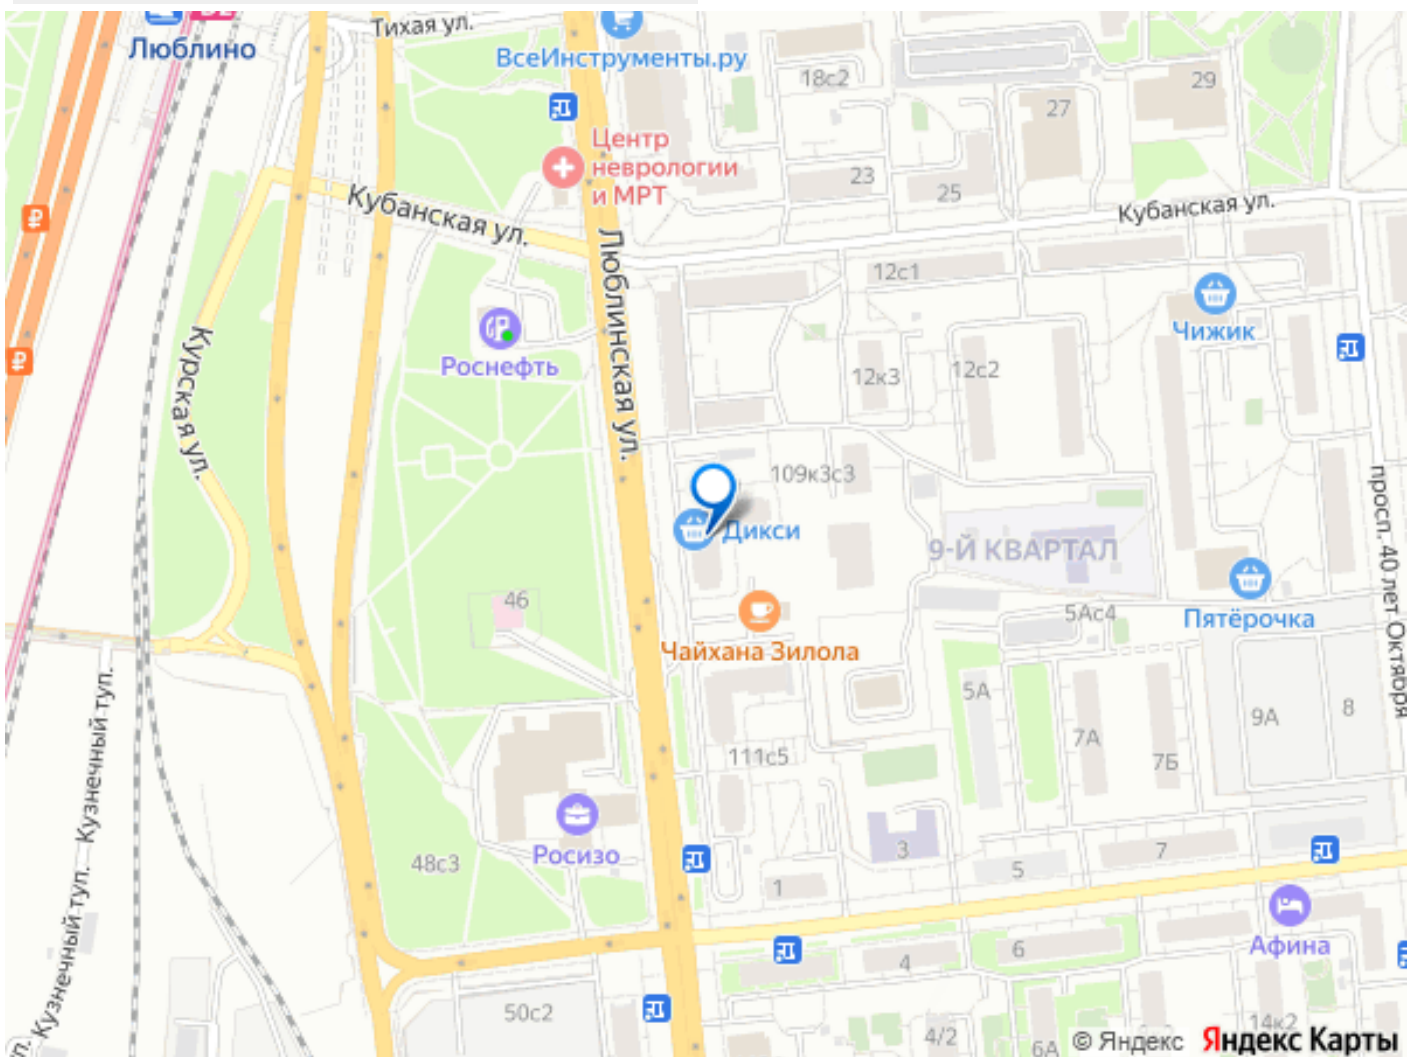 Люблино
Тихая ул.
ВсеИнструменты.ру
18с2
29
27
Центр
неврологии
и МРТ
23
25
Кубанская ул.
Кубанская ул.
Люблинская ул.
12с1
Чижик
Роснефть
Курская ул.
12к3
12с2
109к3с3
Дикси
9-Й КВАРТАЛ
просп. 40 лет Октября
46
5Ас4
Пятёрочка
Чайхана Зилола
5А
9А
8
7А
7Б
111с5
Кузнечный туп.
Кузнечный туп.
Росизо
48с3
3
7
5
1
Афина
6
4
50с2
4/2
6А
14к2
© Яндекс Яндекс Карты